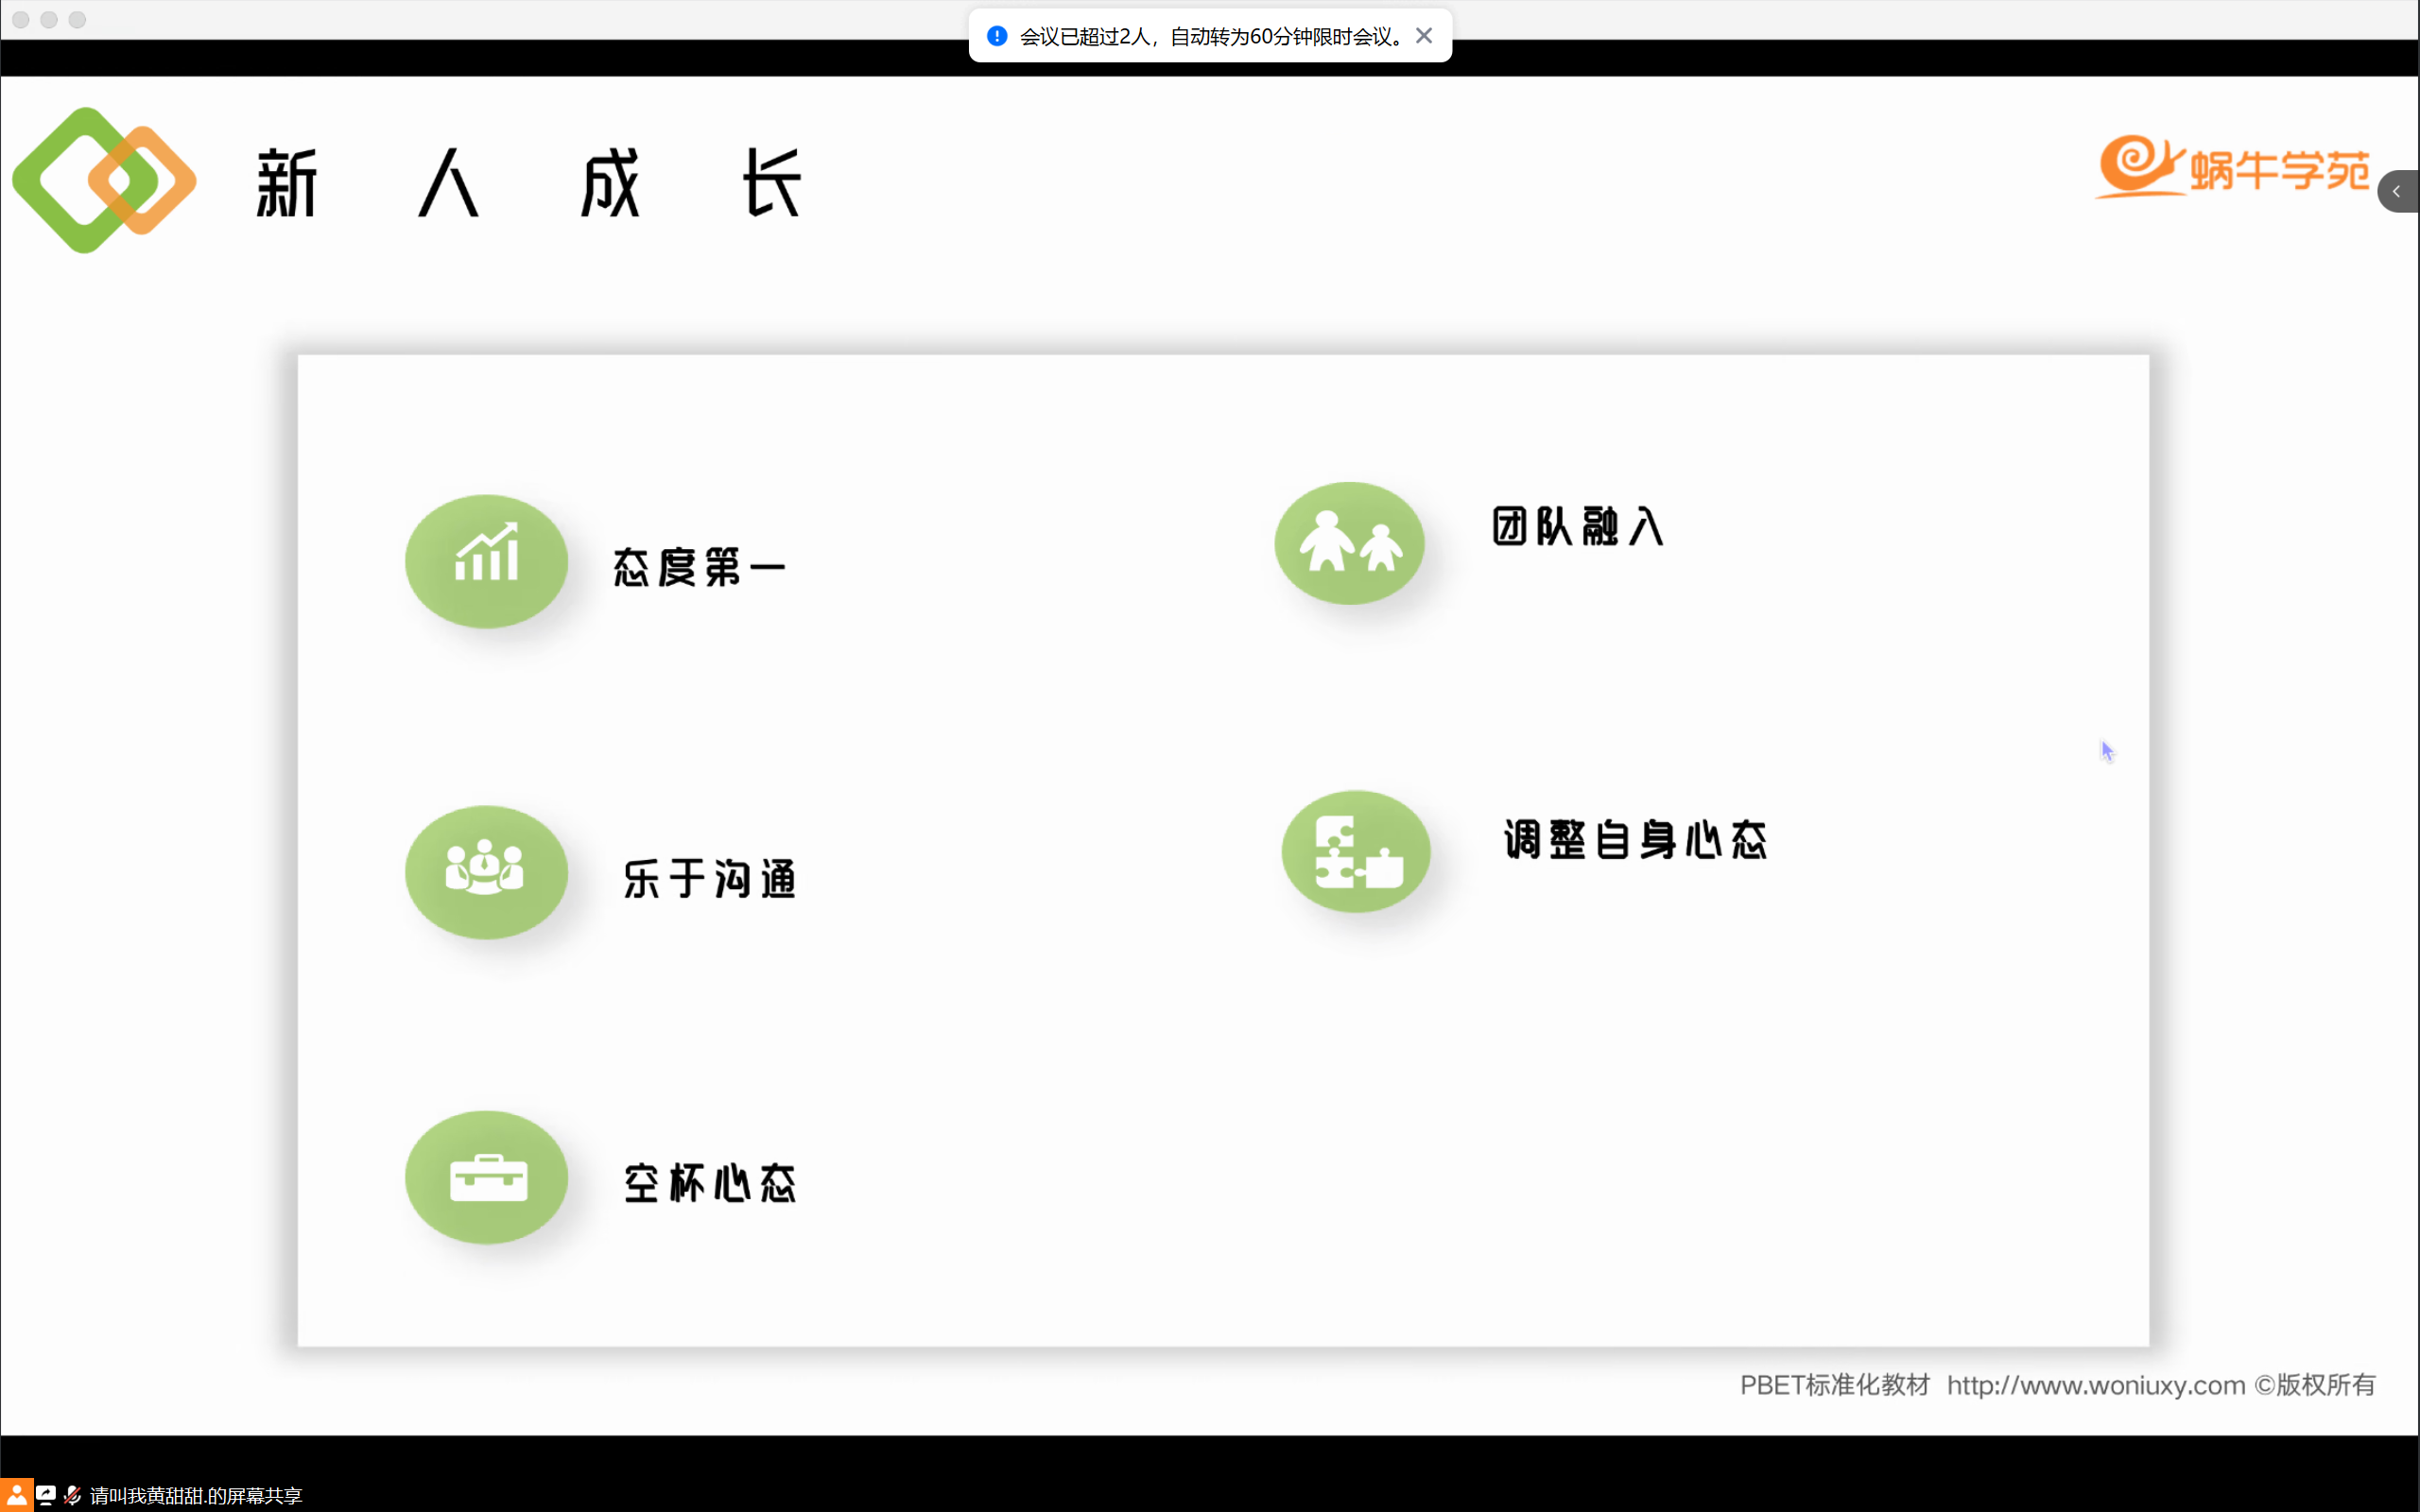 会议已超过2人，自动转为60分钟限时会议。
新人成长
蜗牛学苑
态度第一
团队融入
乐于沟通
调整自身心态
空杯心态
PBET标准化教材 http://www.woniuxy.com ©版权所有
请叫我黄甜甜.的屏幕共享